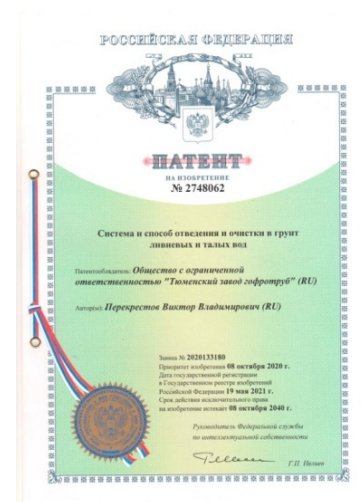 РОССИЙСКАЯ ФЕДЕРАЦИЯ
ПАТЕНТ
НА ИЗОБРЕТЕНИЕ
№ 2748062
Система и способ отведения и очистки в грунт
ливневых и талых вод
Патентообладатель: Общество с ограниченной
ответственностью "Тюменский завод гофротруб" (RU)
Автор(ы): Перекрестов Виктор Владимирович (RU)
Заявка № 2020133180
Приоритет изобретения 08 октября 2020 г.
Дата государственной регистрации
в Государственном реестре изобретений
Российской Федерации 19 мая 2021 г.
Срок действия исключительного права
на изобретение истекает 08 октября 2040 г.
Руководитель Федеральной службы
по интеллектуальной собственности
Г.П. Ивлиев